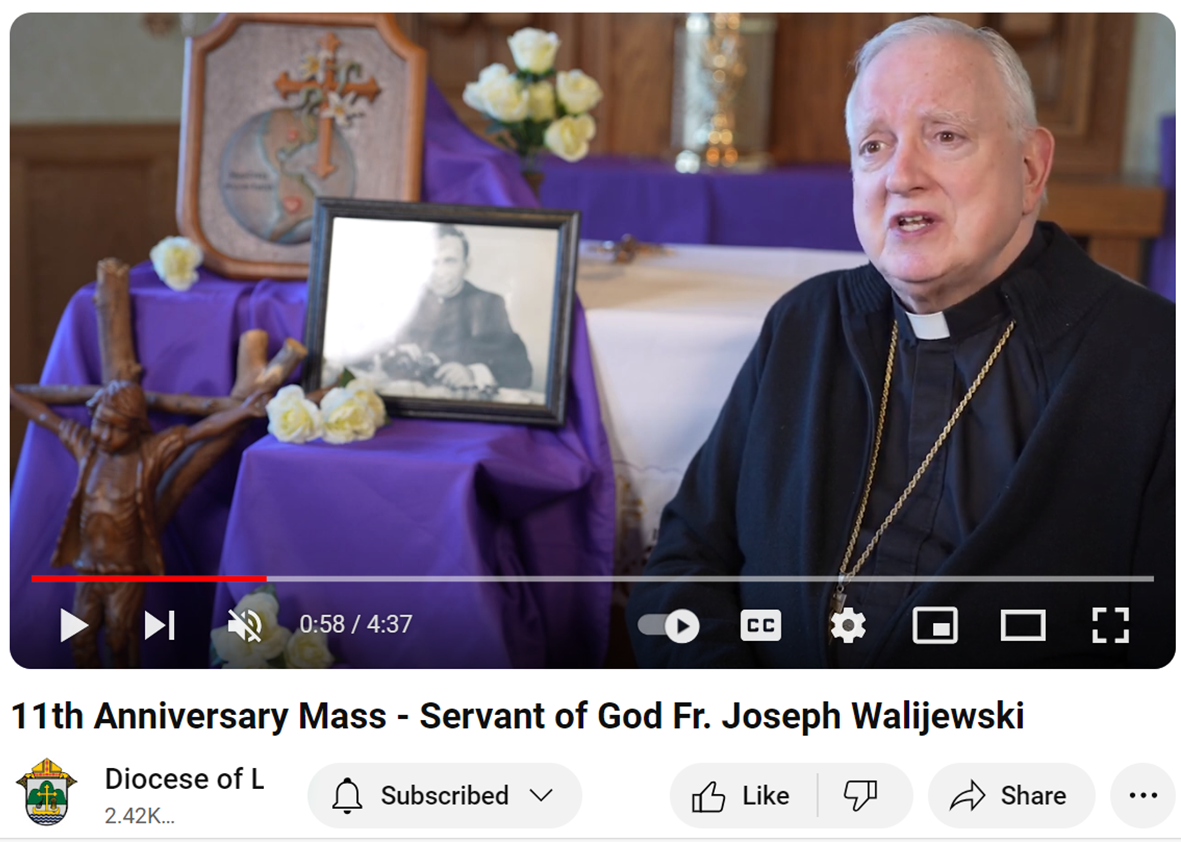 0:58 / 4:37
CC
11th Anniversary Mass - Servant of God Fr. Joseph Walijewski
Diocese of L
Subscribed
Like
Share
2.42K...